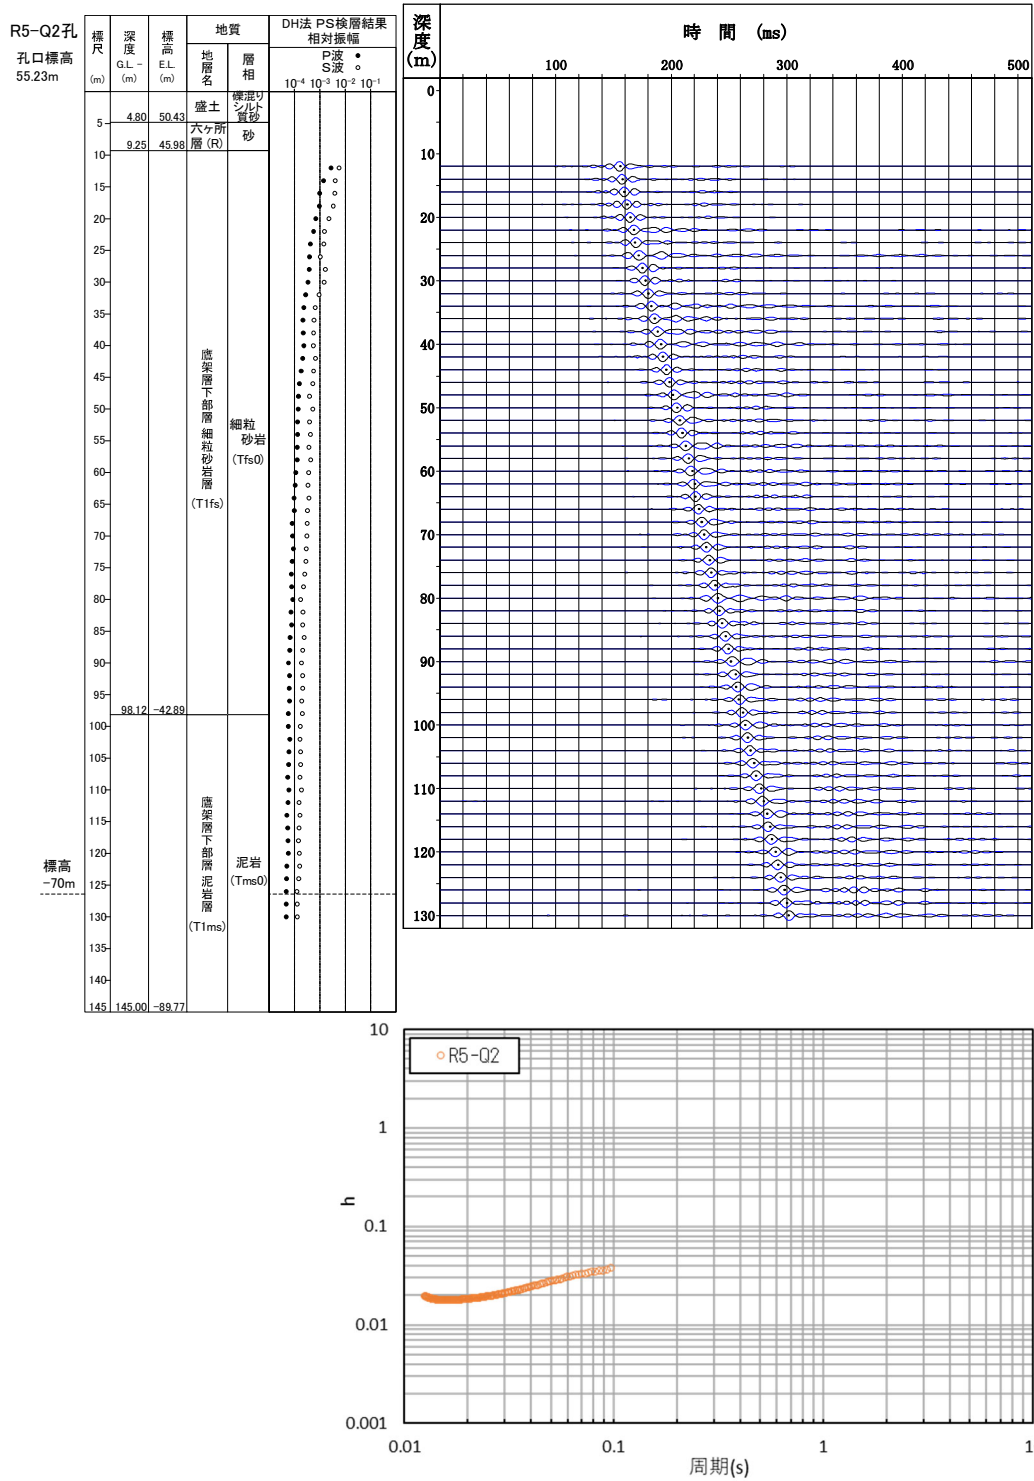 R5-Q2孔
孔口標高
55.23m
標尺
(m)
深度
G.L.-
(m)
標高
E.L.
(m)
地質
地層名
層相
DH法 PS検層結果
相対振幅
P波 ●
S波 ○
10⁻⁴ 10⁻³ 10⁻² 10⁻¹
盛土
礫混り
シルト
質砂
4.80 50.43
六ヶ所
層(R)
砂
9.25 45.98
鷹架層下部層 細粒砂岩層
(T1fs)
細粒
砂岩
(Tfs0)
98.12 -42.89
鷹架層下部層 泥岩層
(T1ms)
泥岩
(Tms0)
145.00 -89.77
標高
-70m
5
10
15
20
25
30
35
40
45
50
55
60
65
70
75
80
85
90
95
100
105
110
115
120
125
130
135
140
145
深度
(m)
時 間 (ms)
100 200 300 400 500
0
10
20
30
40
50
60
70
80
90
100
110
120
130
R5-Q2
h
10
1
0.1
0.01
0.001
0.01 0.1 1 1
周期(s)